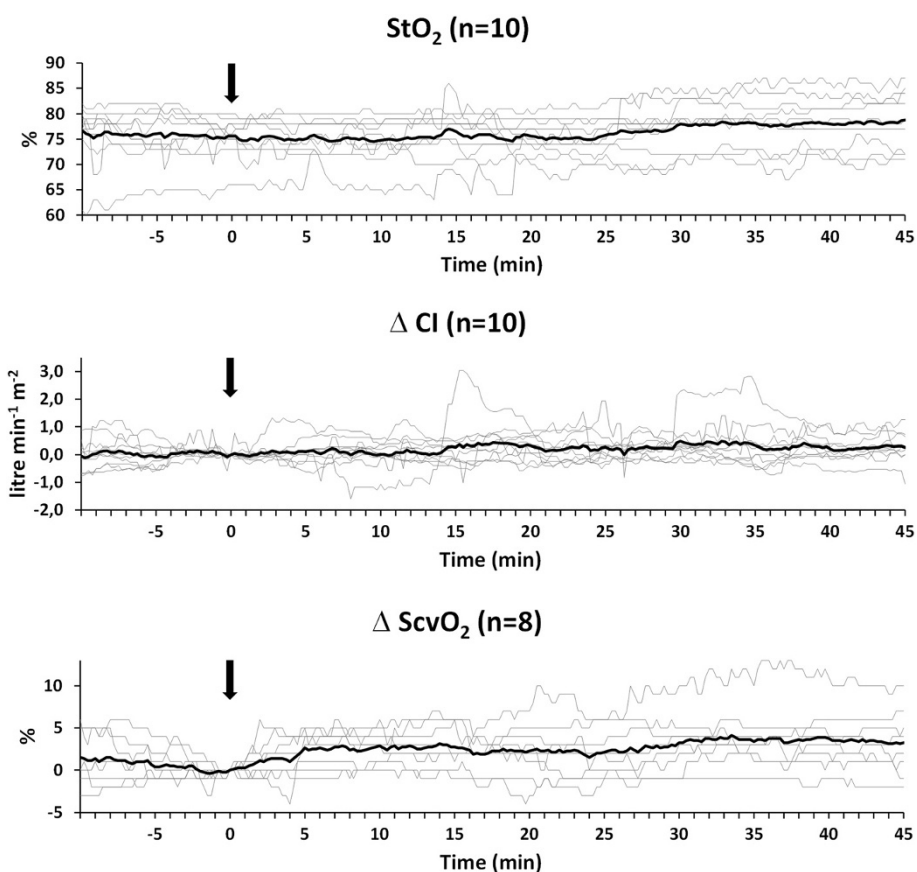 StO₂ (n=10)
90
85
80
75
70
65
60
%
-5 0 5 10 15 20 25 30 35 40 45
Time (min)
Δ CI (n=10)
3,0
2,0
1,0
0,0
-1,0
-2,0
litre min⁻¹ m⁻²
-5 0 5 10 15 20 25 30 35 40 45
Time (min)
Δ ScvO₂ (n=8)
10
5
0
-5
%
-5 0 5 10 15 20 25 30 35 40 45
Time (min)